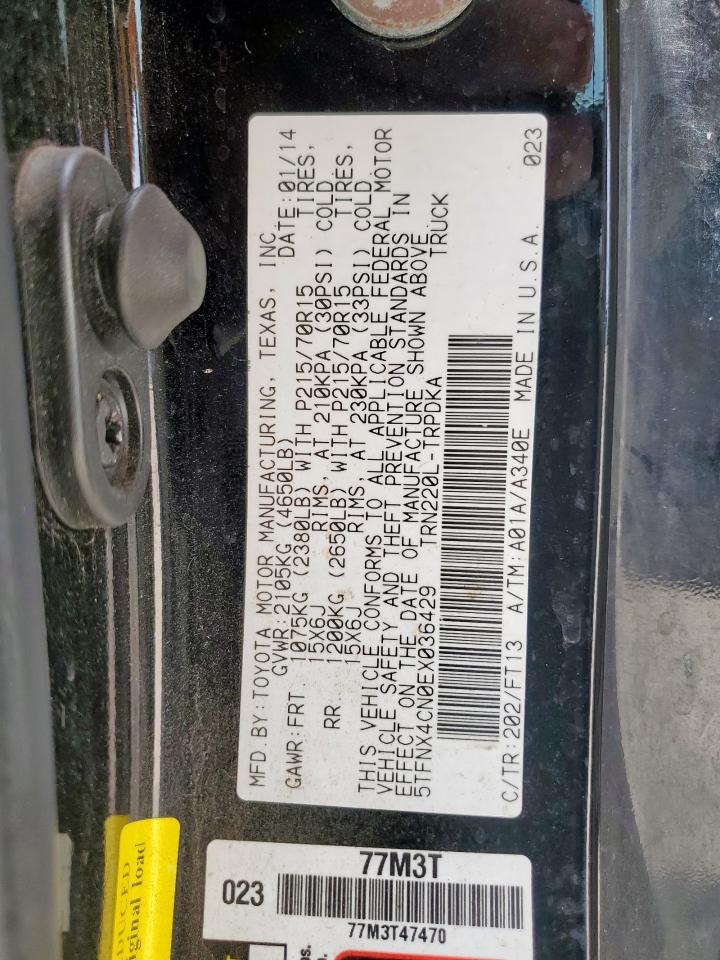 MFD. BY: TOYOTA MOTOR MANUFACTURING, TEXAS, INC.
GVWR: 2105KG (4650LB) DATE: 01/14
GAWR: FRT 1075KG (2380LB) WITH P215/70R15 TIRES,
15X6J RIMS, AT 210KPA (30PSI) COLD
RR 1200KG (2650LB) WITH P215/70R15 TIRES,
15X6J RIMS, AT 230KPA (33PSI) COLD
THIS VEHICLE CONFORMS TO ALL APPLICABLE FEDERAL MOTOR
VEHICLE SAFETY AND THEFT PREVENTION STANDARDS IN
EFFECT ON THE DATE OF MANUFACTURE SHOWN ABOVE.
5TFNX4CN0EX036429 TRN220L-TRPDKA TRUCK
C/TR: 202/FT13 A/TM: A01A/A340E MADE IN U.S.A. 023
77M3T
023
77M3T47470
DUCED
iginal load